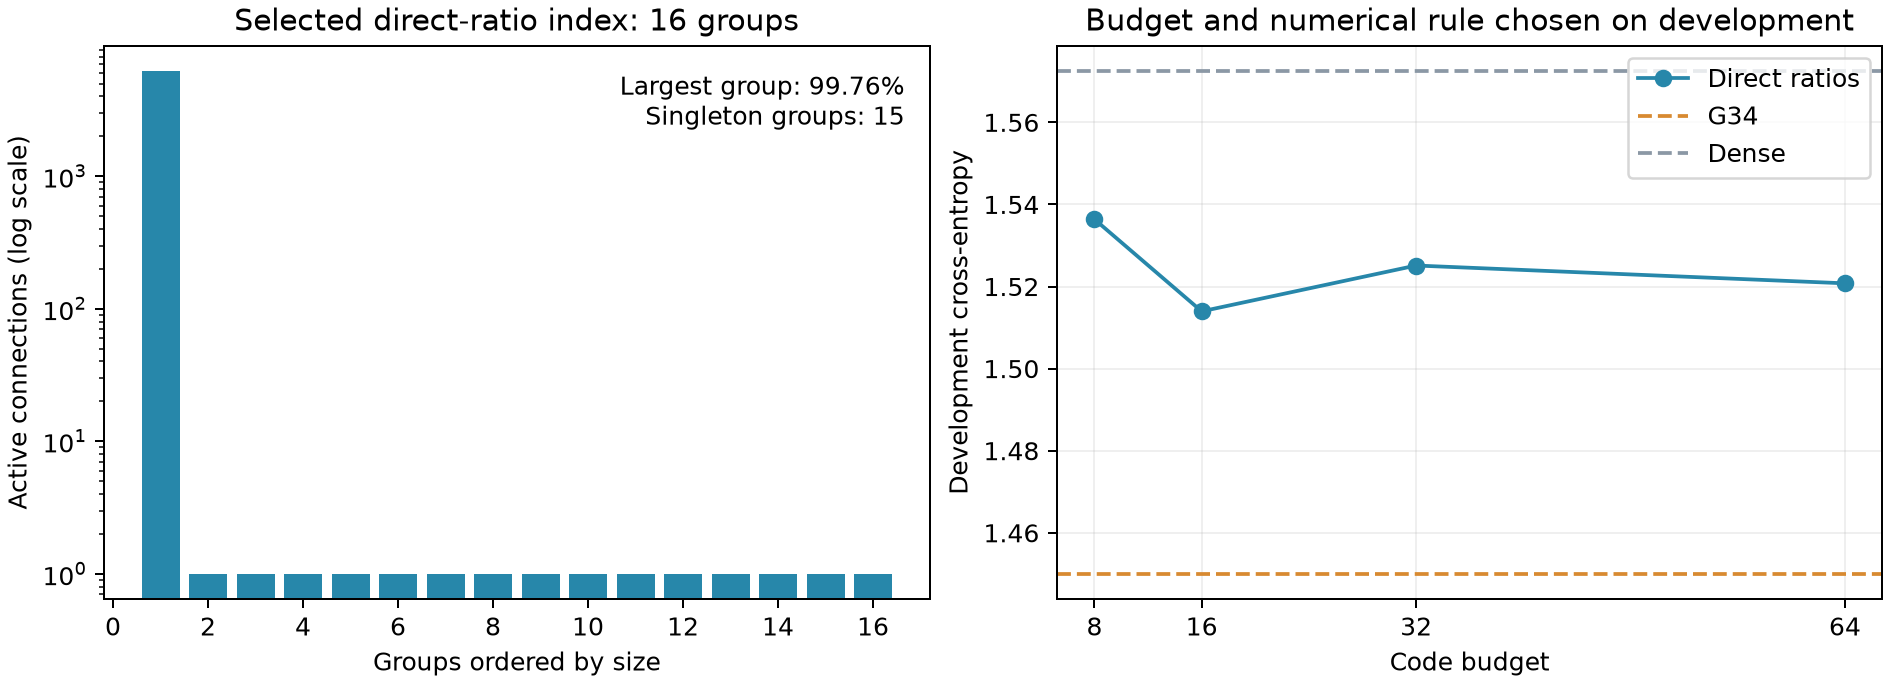 Selected direct-ratio index: 16 groups
Largest group: 99.76%
Singleton groups: 15
Active connections (log scale)
10³
10²
10¹
10⁰
0 2 4 6 8 10 12 14 16
Groups ordered by size
Budget and numerical rule chosen on development
Direct ratios
G34
Dense
Development cross-entropy
1.56
1.54
1.52
1.50
1.48
1.46
8 16 32 64
Code budget